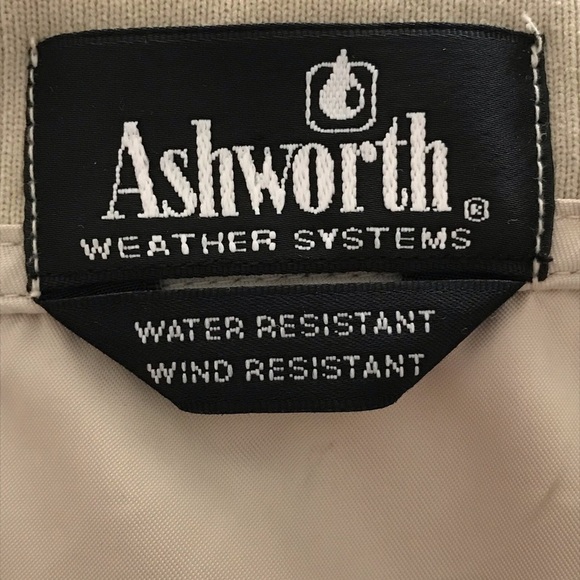 Ashworth®
WEATHER SYSTEMS
WATER RESISTANT
WIND RESISTANT